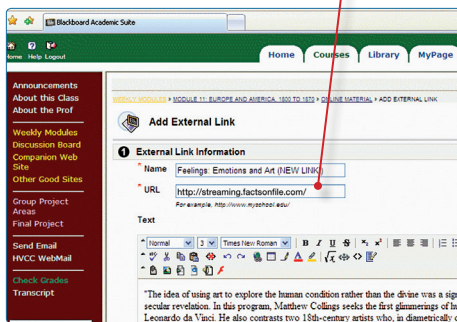 Blackboard Academic Suite
Home Help Logout
Home Courses Library MyPage
Announcements
About this Class
About the Prof
Weekly Modules
Discussion Board
Companion Web
Site
Other Good Sites
Group Project
Areas
Final Project
Send Email
HVCC WebMail
Check Grades
Transcript
WEEKLY MODULES > MODULE 11: EUROPE AND AMERICA, 1800 TO 1870 > ONLINE MATERIAL > ADD EXTERNAL LINK
Add External Link
1 External Link Information
* Name Feelings: Emotions and Art (NEW LINK)
* URL http://streaming.factsonfile.com/
For example, http://www.myschool.edu/
Text
Normal 3 Times New Roman B I U S x₂ x²
"The idea of using art to explore the human condition rather than the divine was a sign
secular revelation. In this program, Matthew Collings seeks the first glimmerings of hu
Leonardo da Vinci. He also contrasts two 18th-century artists who, in diametrically o